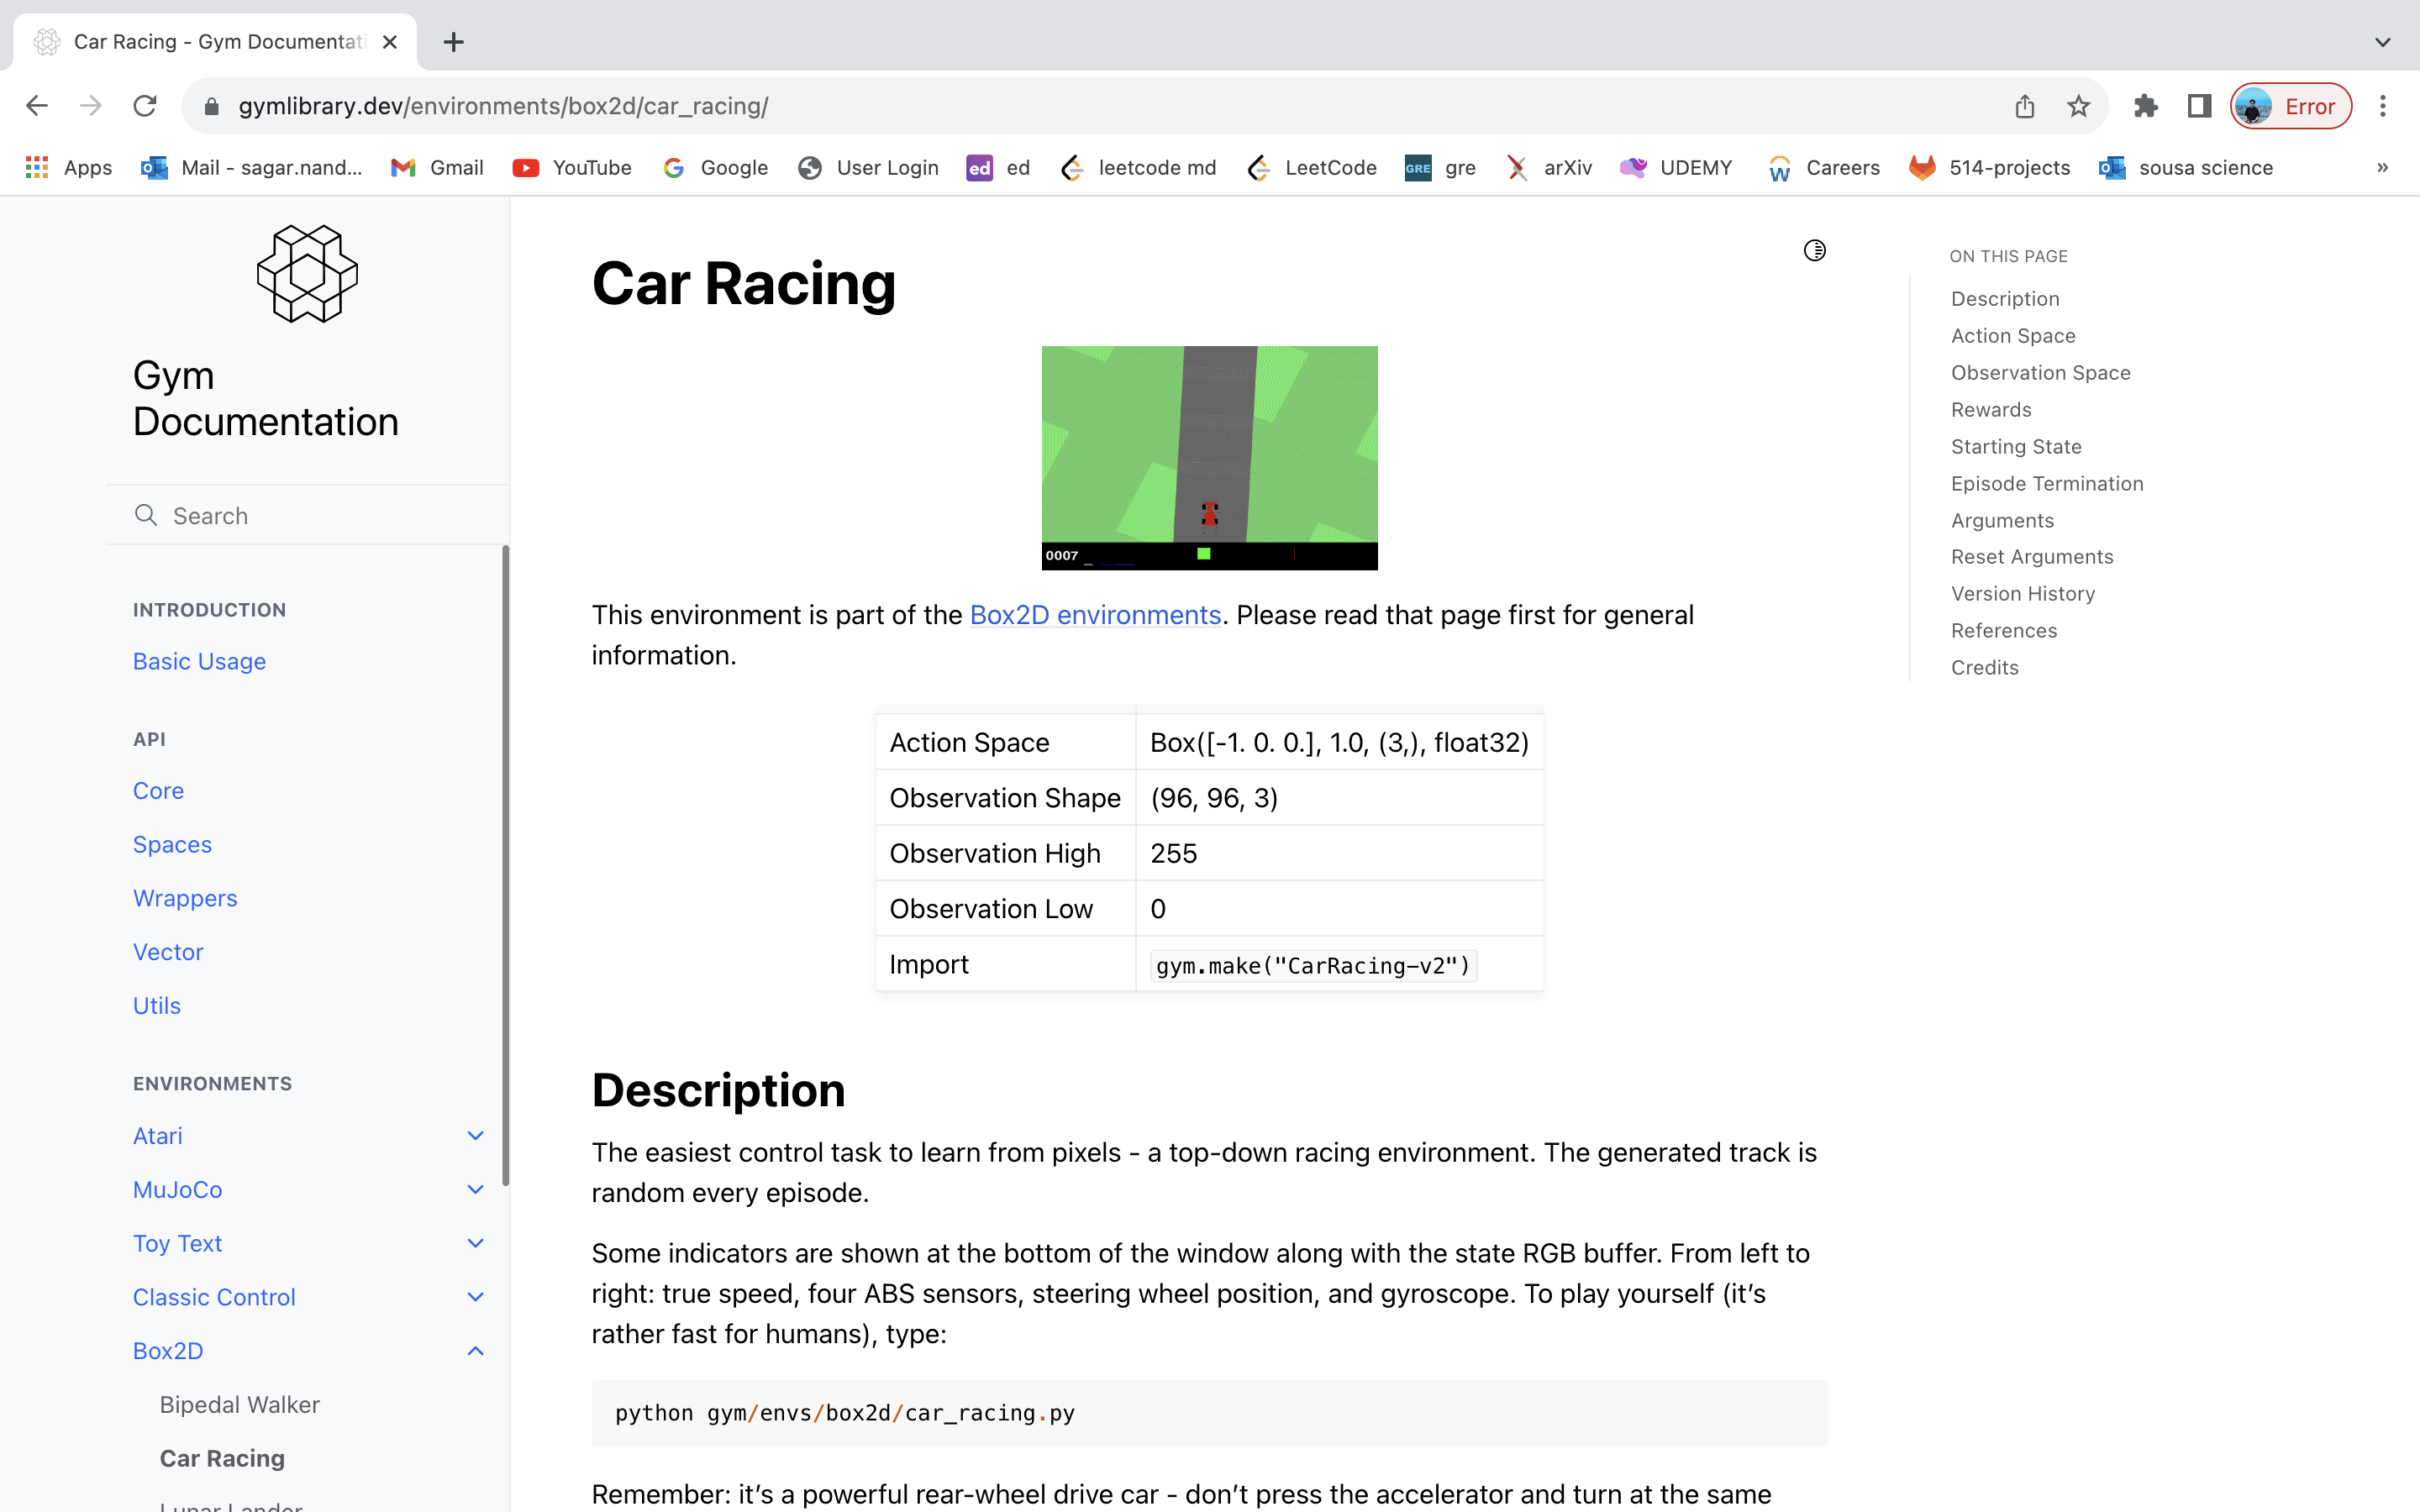 Car Racing - Gym Documentati
gymlibrary.dev/environments/box2d/car_racing/
Error
Apps
Mail - sagar.nand...
Gmail
YouTube
Google
User Login
ed
ed
leetcode md
LeetCode
GRE
gre
arXiv
UDEMY
Careers
514-projects
sousa science
»
Gym
Documentation
Search
INTRODUCTION
Basic Usage
API
Core
Spaces
Wrappers
Vector
Utils
ENVIRONMENTS
Atari
MuJoCo
Toy Text
Classic Control
Box2D
Bipedal Walker
Car Racing
Lunar Lander
Car Racing
0007
This environment is part of the Box2D environments. Please read that page first for general
information.
Action Space Box([-1. 0. 0.], 1.0, (3,), float32)
Observation Shape (96, 96, 3)
Observation High 255
Observation Low 0
Import gym.make("CarRacing-v2")
Description
The easiest control task to learn from pixels - a top-down racing environment. The generated track is
random every episode.
Some indicators are shown at the bottom of the window along with the state RGB buffer. From left to
right: true speed, four ABS sensors, steering wheel position, and gyroscope. To play yourself (it’s
rather fast for humans), type:
python gym/envs/box2d/car_racing.py
Remember: it’s a powerful rear-wheel drive car - don’t press the accelerator and turn at the same
ON THIS PAGE
Description
Action Space
Observation Space
Rewards
Starting State
Episode Termination
Arguments
Reset Arguments
Version History
References
Credits